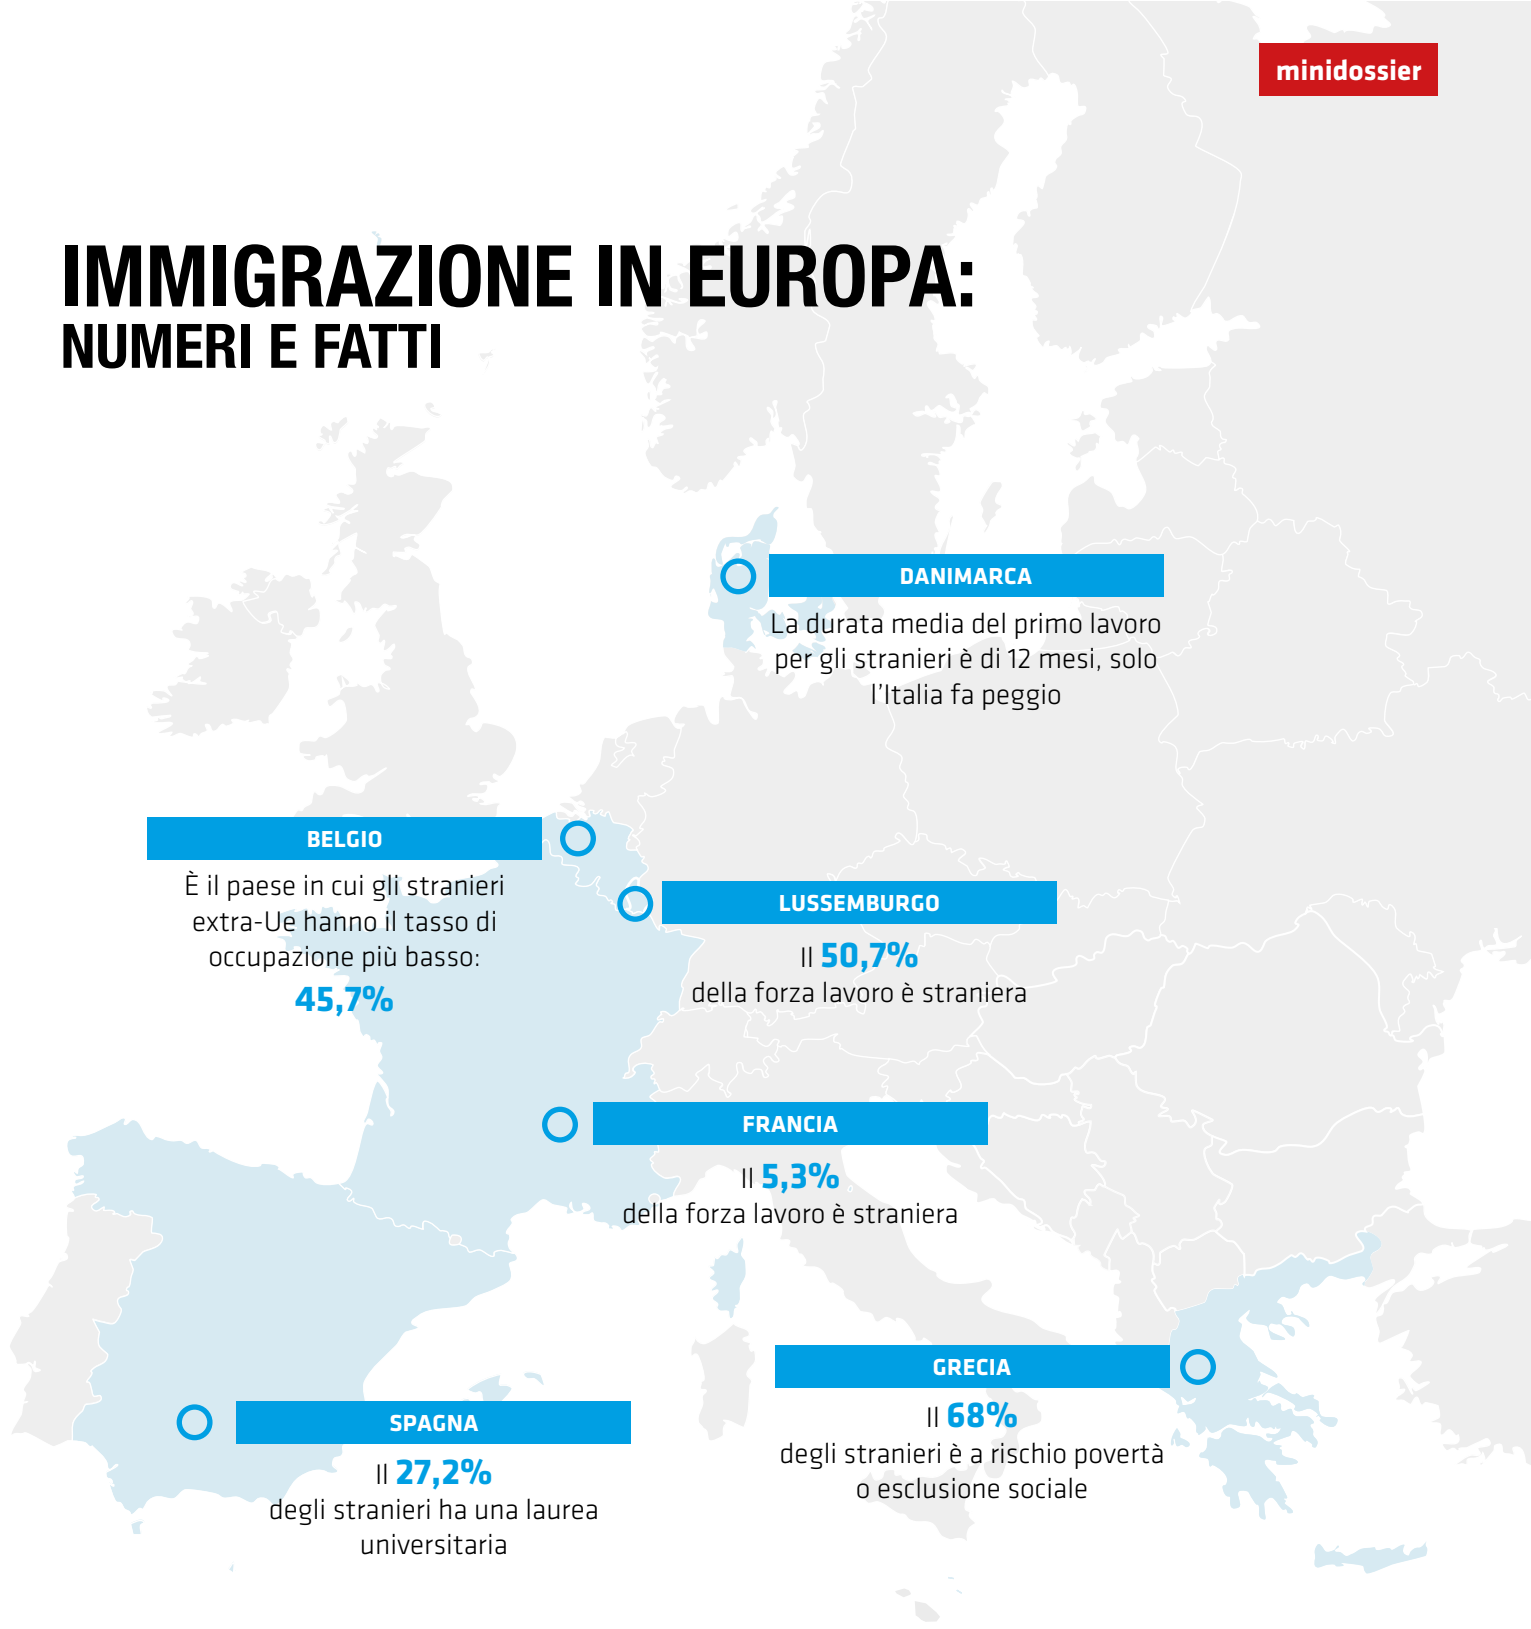 minidossier
IMMIGRAZIONE IN EUROPA:
NUMERI E FATTI
DANIMARCA
La durata media del primo lavoro
per gli stranieri è di 12 mesi, solo
l'Italia fa peggio
BELGIO
È il paese in cui gli stranieri
extra-Ue hanno il tasso di
occupazione più basso:
45,7%
LUSSEMBURGO
Il 50,7%
della forza lavoro è straniera
FRANCIA
Il 5,3%
della forza lavoro è straniera
GRECIA
Il 68%
degli stranieri è a rischio povertà
o esclusione sociale
SPAGNA
Il 27,2%
degli stranieri ha una laurea
universitaria